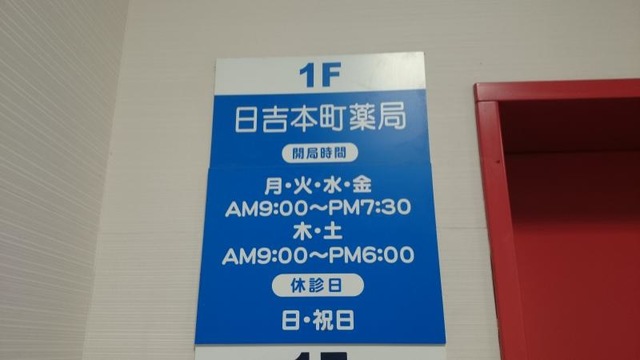 1F
日吉本町薬局
開局時間
月・火・水・金
AM9:00〜PM7:30
木・土
AM9:00〜PM6:00
休診日
日・祝日